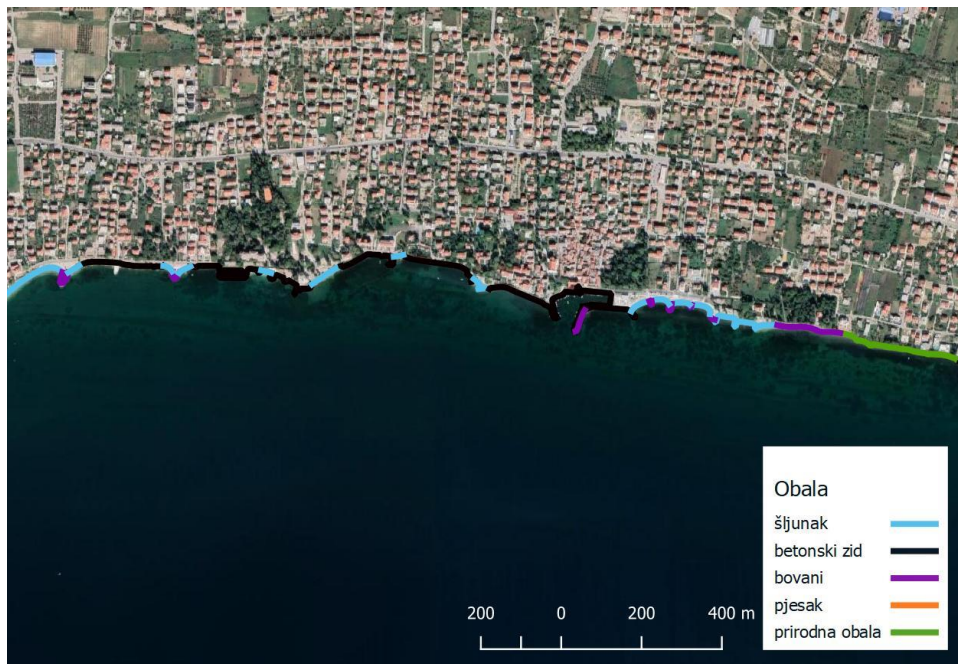 Obala
šljunak
betonski zid
bovani
pjesak
prirodna obala
200 0 200 400 m